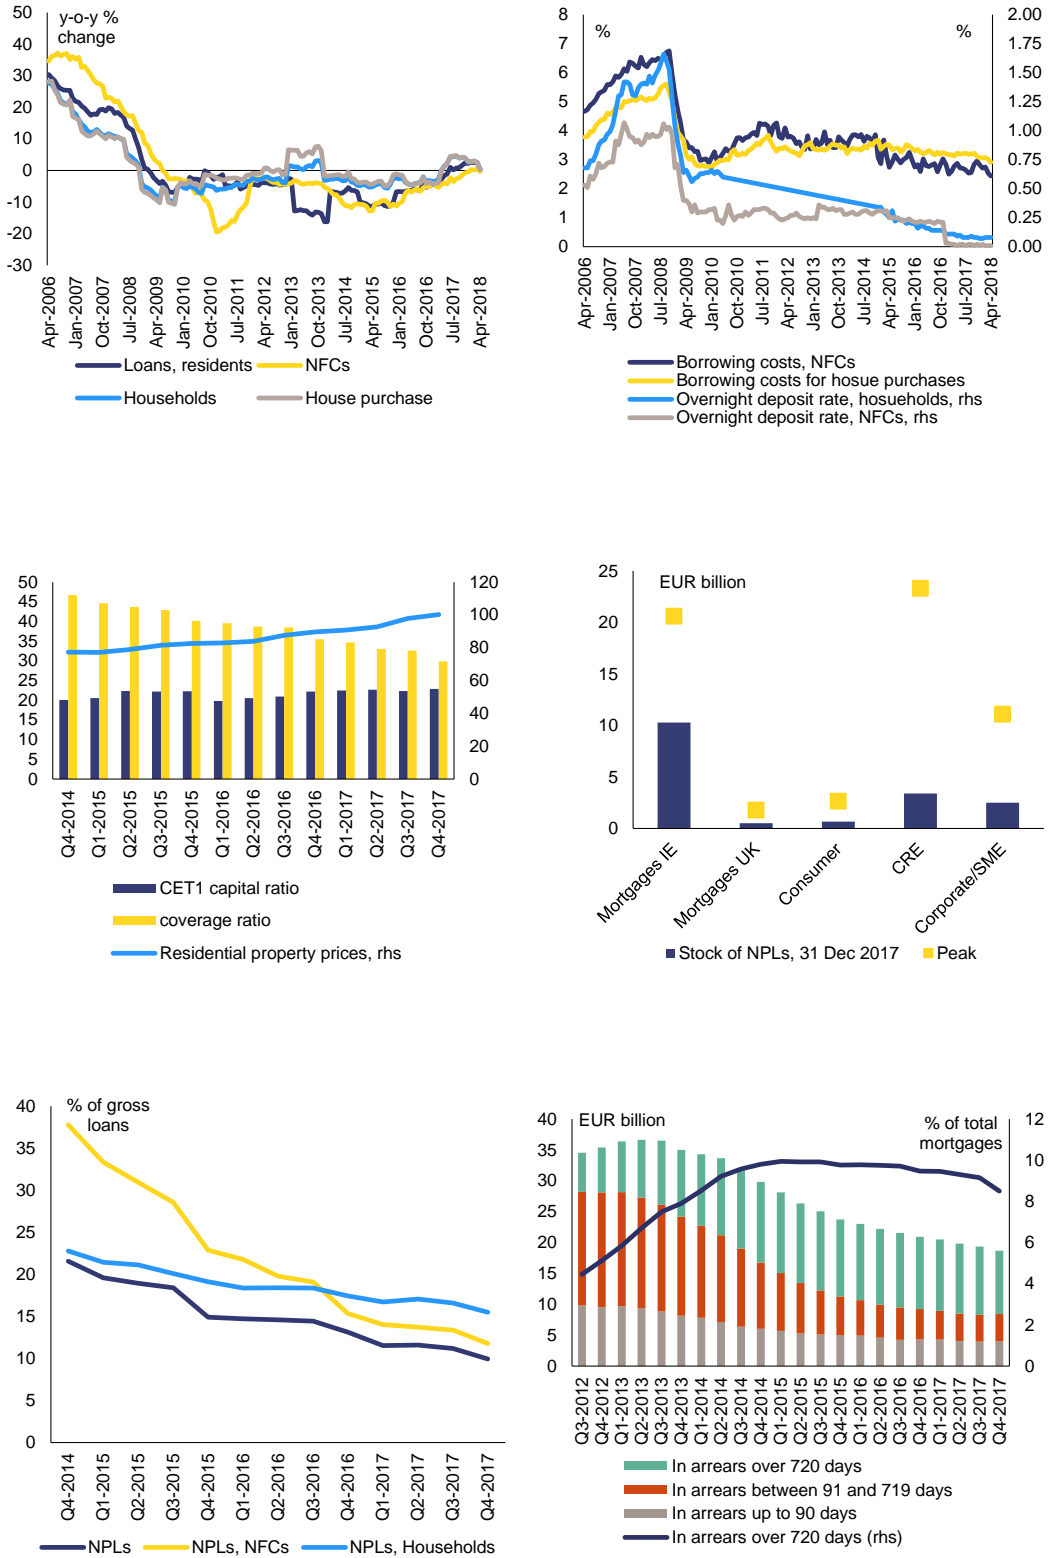 y-o-y %
change
50
40
30
20
10
0
-10
-20
-30
Apr-2006
Jan-2007
Oct-2007
Jul-2008
Apr-2009
Jan-2010
Oct-2010
Jul-2011
Apr-2012
Jan-2013
Oct-2013
Jul-2014
Apr-2015
Jan-2016
Oct-2016
Jul-2017
Apr-2018
Loans, residents
NFCs
Households
House purchase
%
%
8
7
6
5
4
3
2
1
0
2.00
1.75
1.50
1.25
1.00
0.75
0.50
0.25
0.00
Apr-2006
Jan-2007
Oct-2007
Jul-2008
Apr-2009
Jan-2010
Oct-2010
Jul-2011
Apr-2012
Jan-2013
Oct-2013
Jul-2014
Apr-2015
Jan-2016
Oct-2016
Jul-2017
Apr-2018
Borrowing costs, NFCs
Borrowing costs for hosue purchases
Overnight deposit rate, hosueholds, rhs
Overnight deposit rate, NFCs, rhs
50
45
40
35
30
25
20
15
10
5
0
120
100
80
60
40
20
0
Q4-2014
Q1-2015
Q2-2015
Q3-2015
Q4-2015
Q1-2016
Q2-2016
Q3-2016
Q4-2016
Q1-2017
Q2-2017
Q3-2017
Q4-2017
CET1 capital ratio
coverage ratio
Residential property prices, rhs
EUR billion
25
20
15
10
5
0
Mortgages IE
Mortgages UK
Consumer
CRE
Corporate/SME
Stock of NPLs, 31 Dec 2017
Peak
% of gross
loans
40
35
30
25
20
15
10
5
0
Q4-2014
Q1-2015
Q2-2015
Q3-2015
Q4-2015
Q1-2016
Q2-2016
Q3-2016
Q4-2016
Q1-2017
Q2-2017
Q3-2017
Q4-2017
NPLs
NPLs, NFCs
NPLs, Households
EUR billion
% of total
mortgages
40
35
30
25
20
15
10
5
0
12
10
8
6
4
2
0
Q3-2012
Q4-2012
Q1-2013
Q2-2013
Q3-2013
Q4-2013
Q1-2014
Q2-2014
Q3-2014
Q4-2014
Q1-2015
Q2-2015
Q3-2015
Q4-2015
Q1-2016
Q2-2016
Q3-2016
Q4-2016
Q1-2017
Q2-2017
Q3-2017
Q4-2017
In arrears over 720 days
In arrears between 91 and 719 days
In arrears up to 90 days
In arrears over 720 days (rhs)